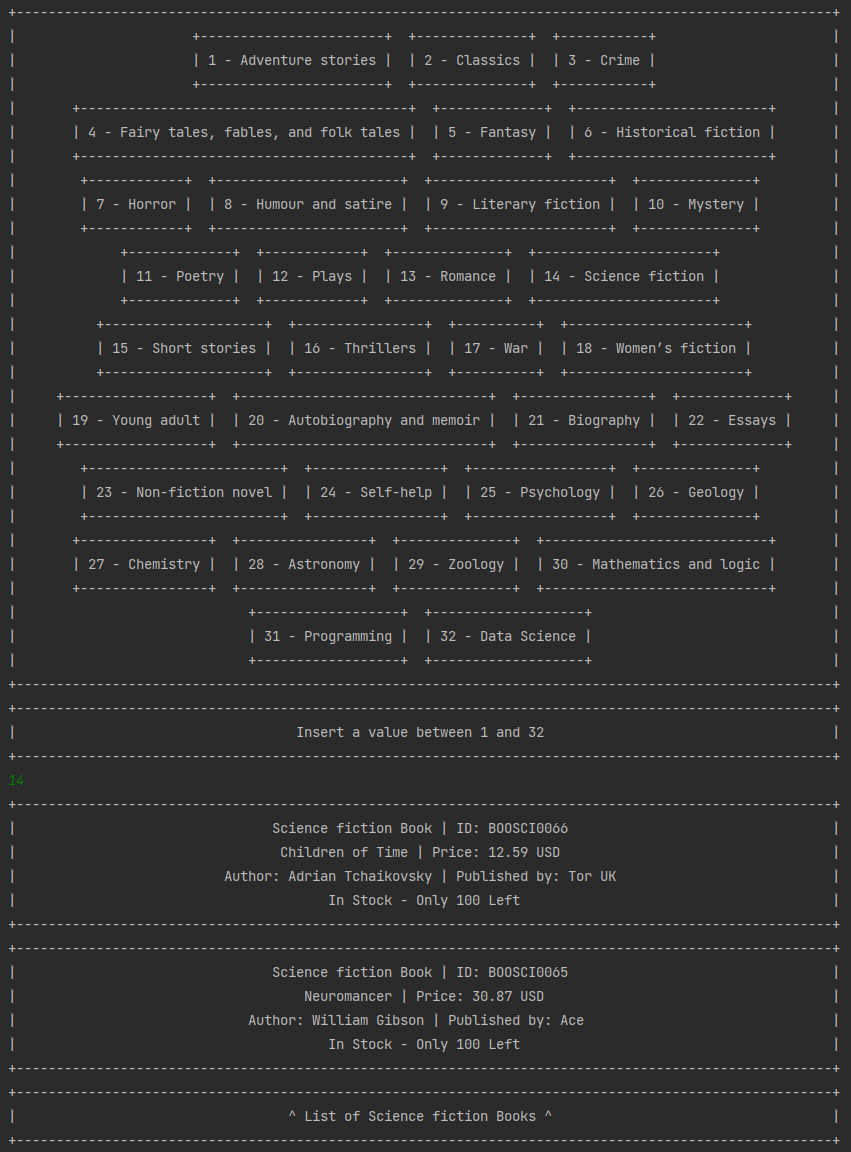 1 - Adventure stories | 2 - Classics | 3 - Crime
4 - Fairy tales, fables, and folk tales | 5 - Fantasy | 6 - Historical fiction
7 - Horror | 8 - Humour and satire | 9 - Literary fiction | 10 - Mystery
11 - Poetry | 12 - Plays | 13 - Romance | 14 - Science fiction
15 - Short stories | 16 - Thrillers | 17 - War | 18 - Women’s fiction
19 - Young adult | 20 - Autobiography and memoir | 21 - Biography | 22 - Essays
23 - Non-fiction novel | 24 - Self-help | 25 - Psychology | 26 - Geology
27 - Chemistry | 28 - Astronomy | 29 - Zoology | 30 - Mathematics and logic
31 - Programming | 32 - Data Science
Insert a value between 1 and 32
14
Science fiction Book | ID: BOOSCI0066
Children of Time | Price: 12.59 USD
Author: Adrian Tchaikovsky | Published by: Tor UK
In Stock - Only 100 Left
Science fiction Book | ID: BOOSCI0065
Neuromancer | Price: 30.87 USD
Author: William Gibson | Published by: Ace
In Stock - Only 100 Left
^ List of Science fiction Books ^